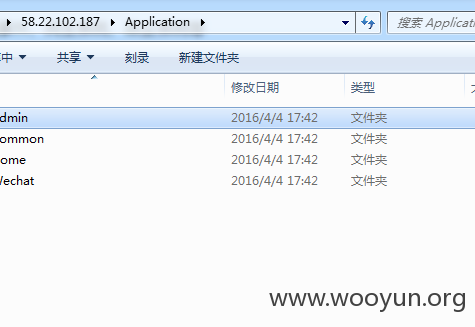 58.22.102.187 Application 搜索 Applicatio
中 共享 刻录 新建文件夹
修改日期 类型
dmin 2016/4/4 17:42 文件夹
ommon 2016/4/4 17:42 文件夹
ome 2016/4/4 17:42 文件夹
Wechat 2016/4/4 17:42 文件夹
www.wooyun.org